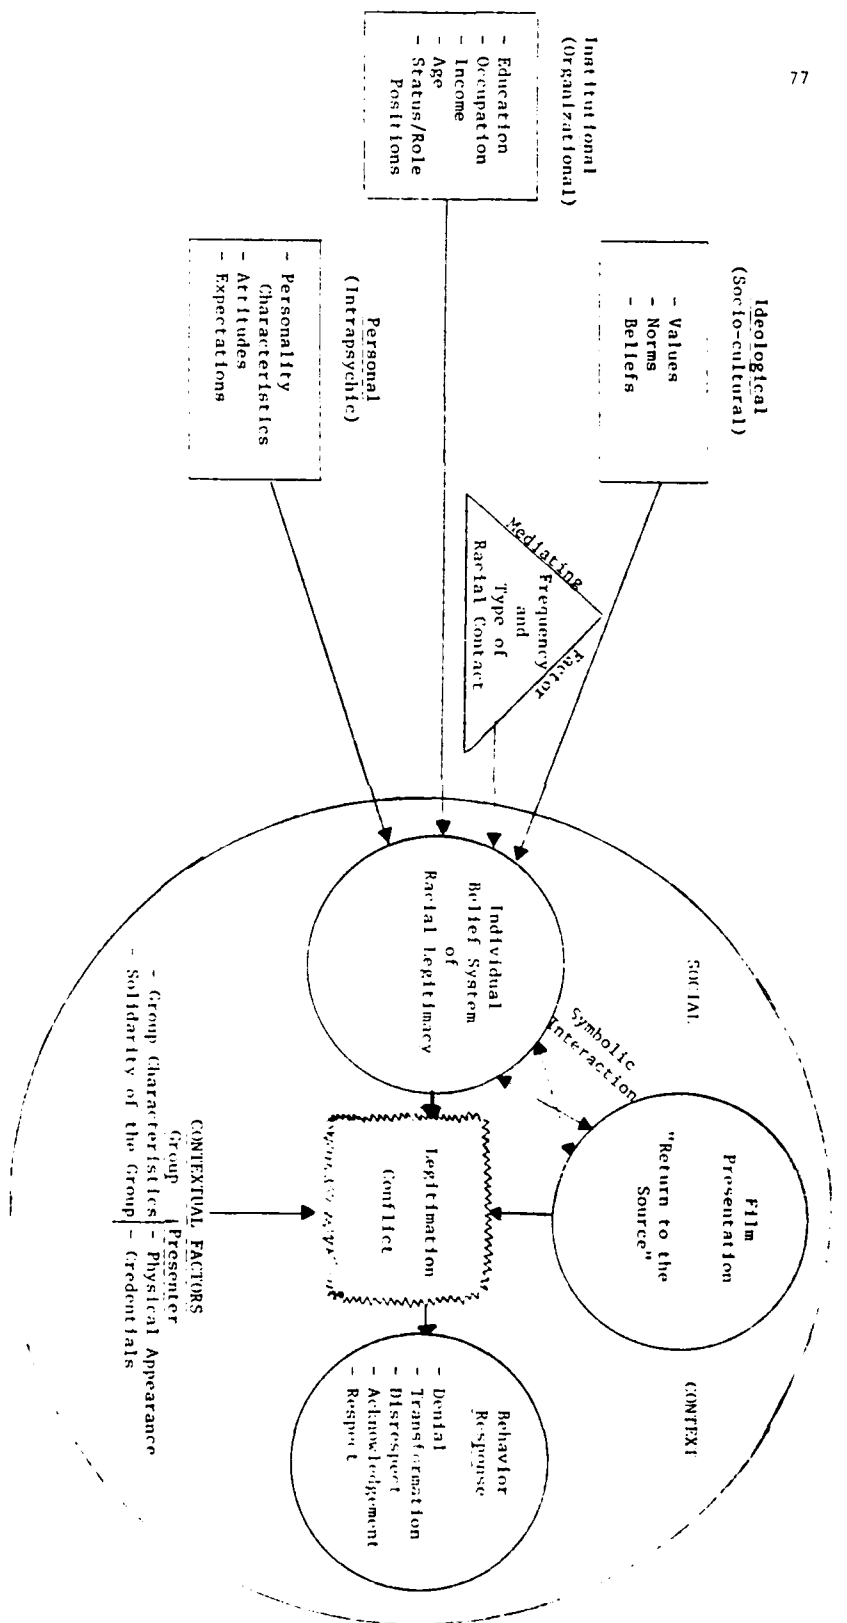 77
Institutional
(Organizational)
- Education
- Occupation
- Income
- Age
- Status/Role
Positions
Ideological
(Socio-cultural)
- Values
- Norms
- Beliefs
Personal
(Intrapsychic)
- Personality
Characteristics
- Attitudes
- Expectations
Mediating
Factor
Frequency
and
Type of
Racial Contact
SOCIAL
CONTEXT
Individual
Belief System
of
Racial Legitimacy
Symbolic
Interaction
Film
Presentation
"Return to the
Source"
Legitimation
Conflict
Behavior
Response
- Denial
- Transformation
- Disrespect
- Acknowledgement
- Respect
CONTEXTUAL FACTORS
Group
Presenter
- Group Characteristics
- Physical Appearance
- Solidarity of the Group
- Credentials